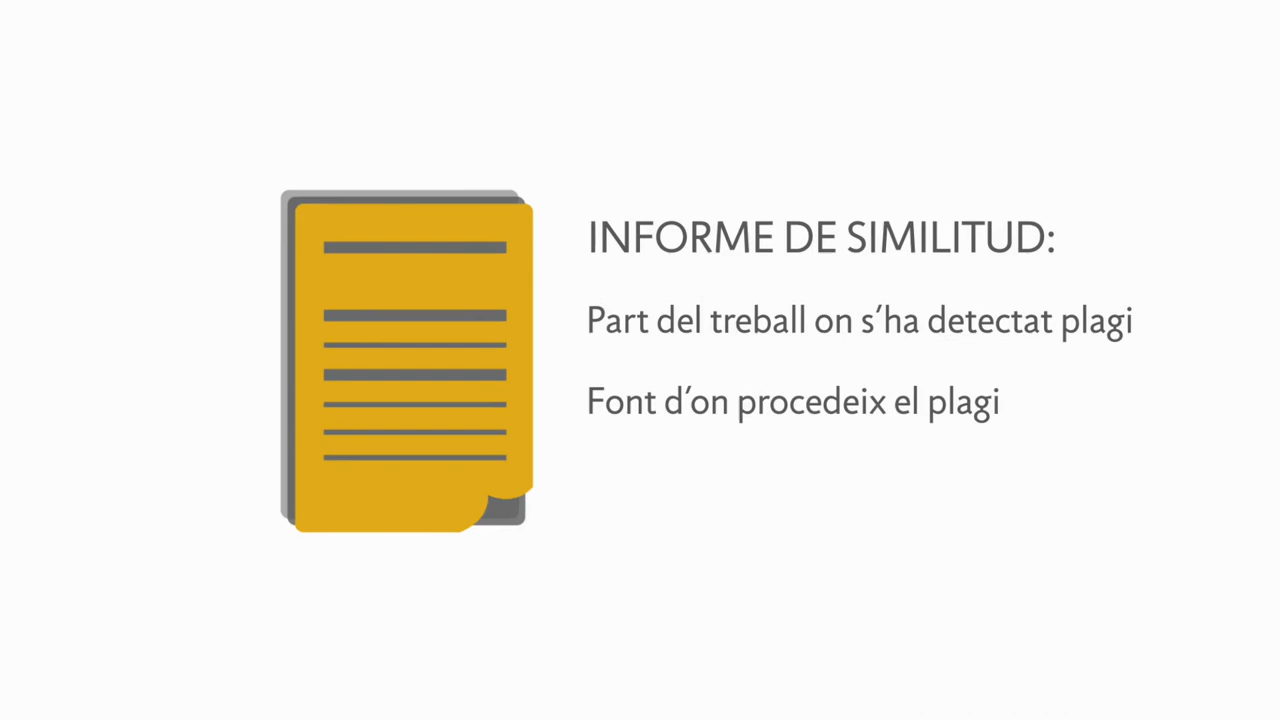 INFORME DE SIMILITUD:
Part del treball on s´ha detectat plagi
Font d´on procedeix el plagi